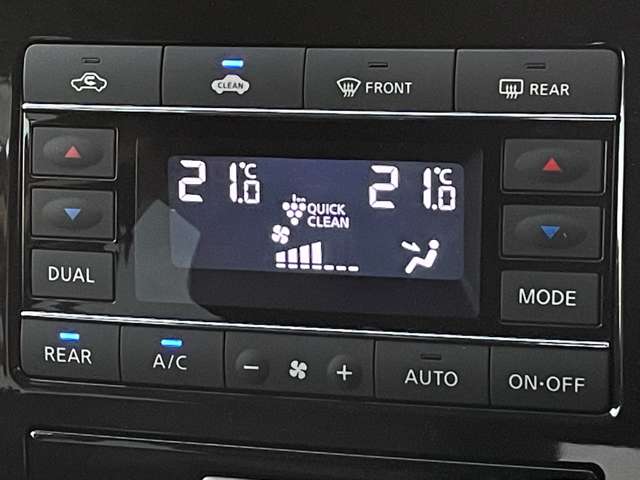 CLEAN
FRONT
REAR
21.0°C
21.0°C
QUICK
CLEAN
DUAL
MODE
REAR
A/C
-
+
AUTO
ON·OFF